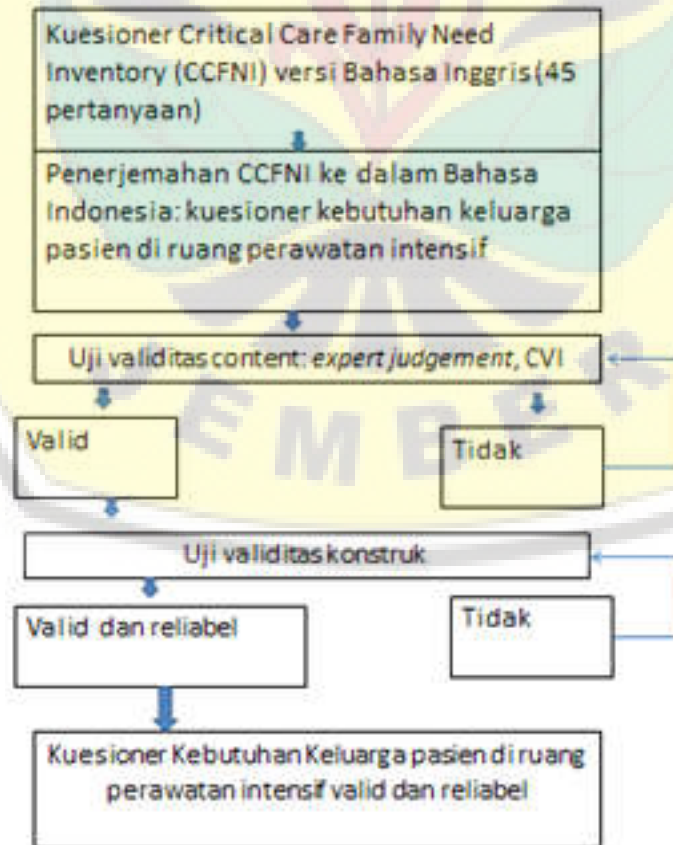 Kuesioner Critical Care Family Need
Inventory (CCFNI) versi Bahasa Inggris (45
pertanyaan)
Penerjemahan CCFNI ke dalam Bahasa
Indonesia: kuesioner kebutuhan keluarga
pasien di ruang perawatan intensif
Uji validitas content: expert judgement, CVI
EMBER
Valid
Tidak
Uji validitas konstruk
Valid dan reliabel
Tidak
Kuesioner Kebutuhan Keluarga pasien di ruang
perawatan intensif valid dan reliabel